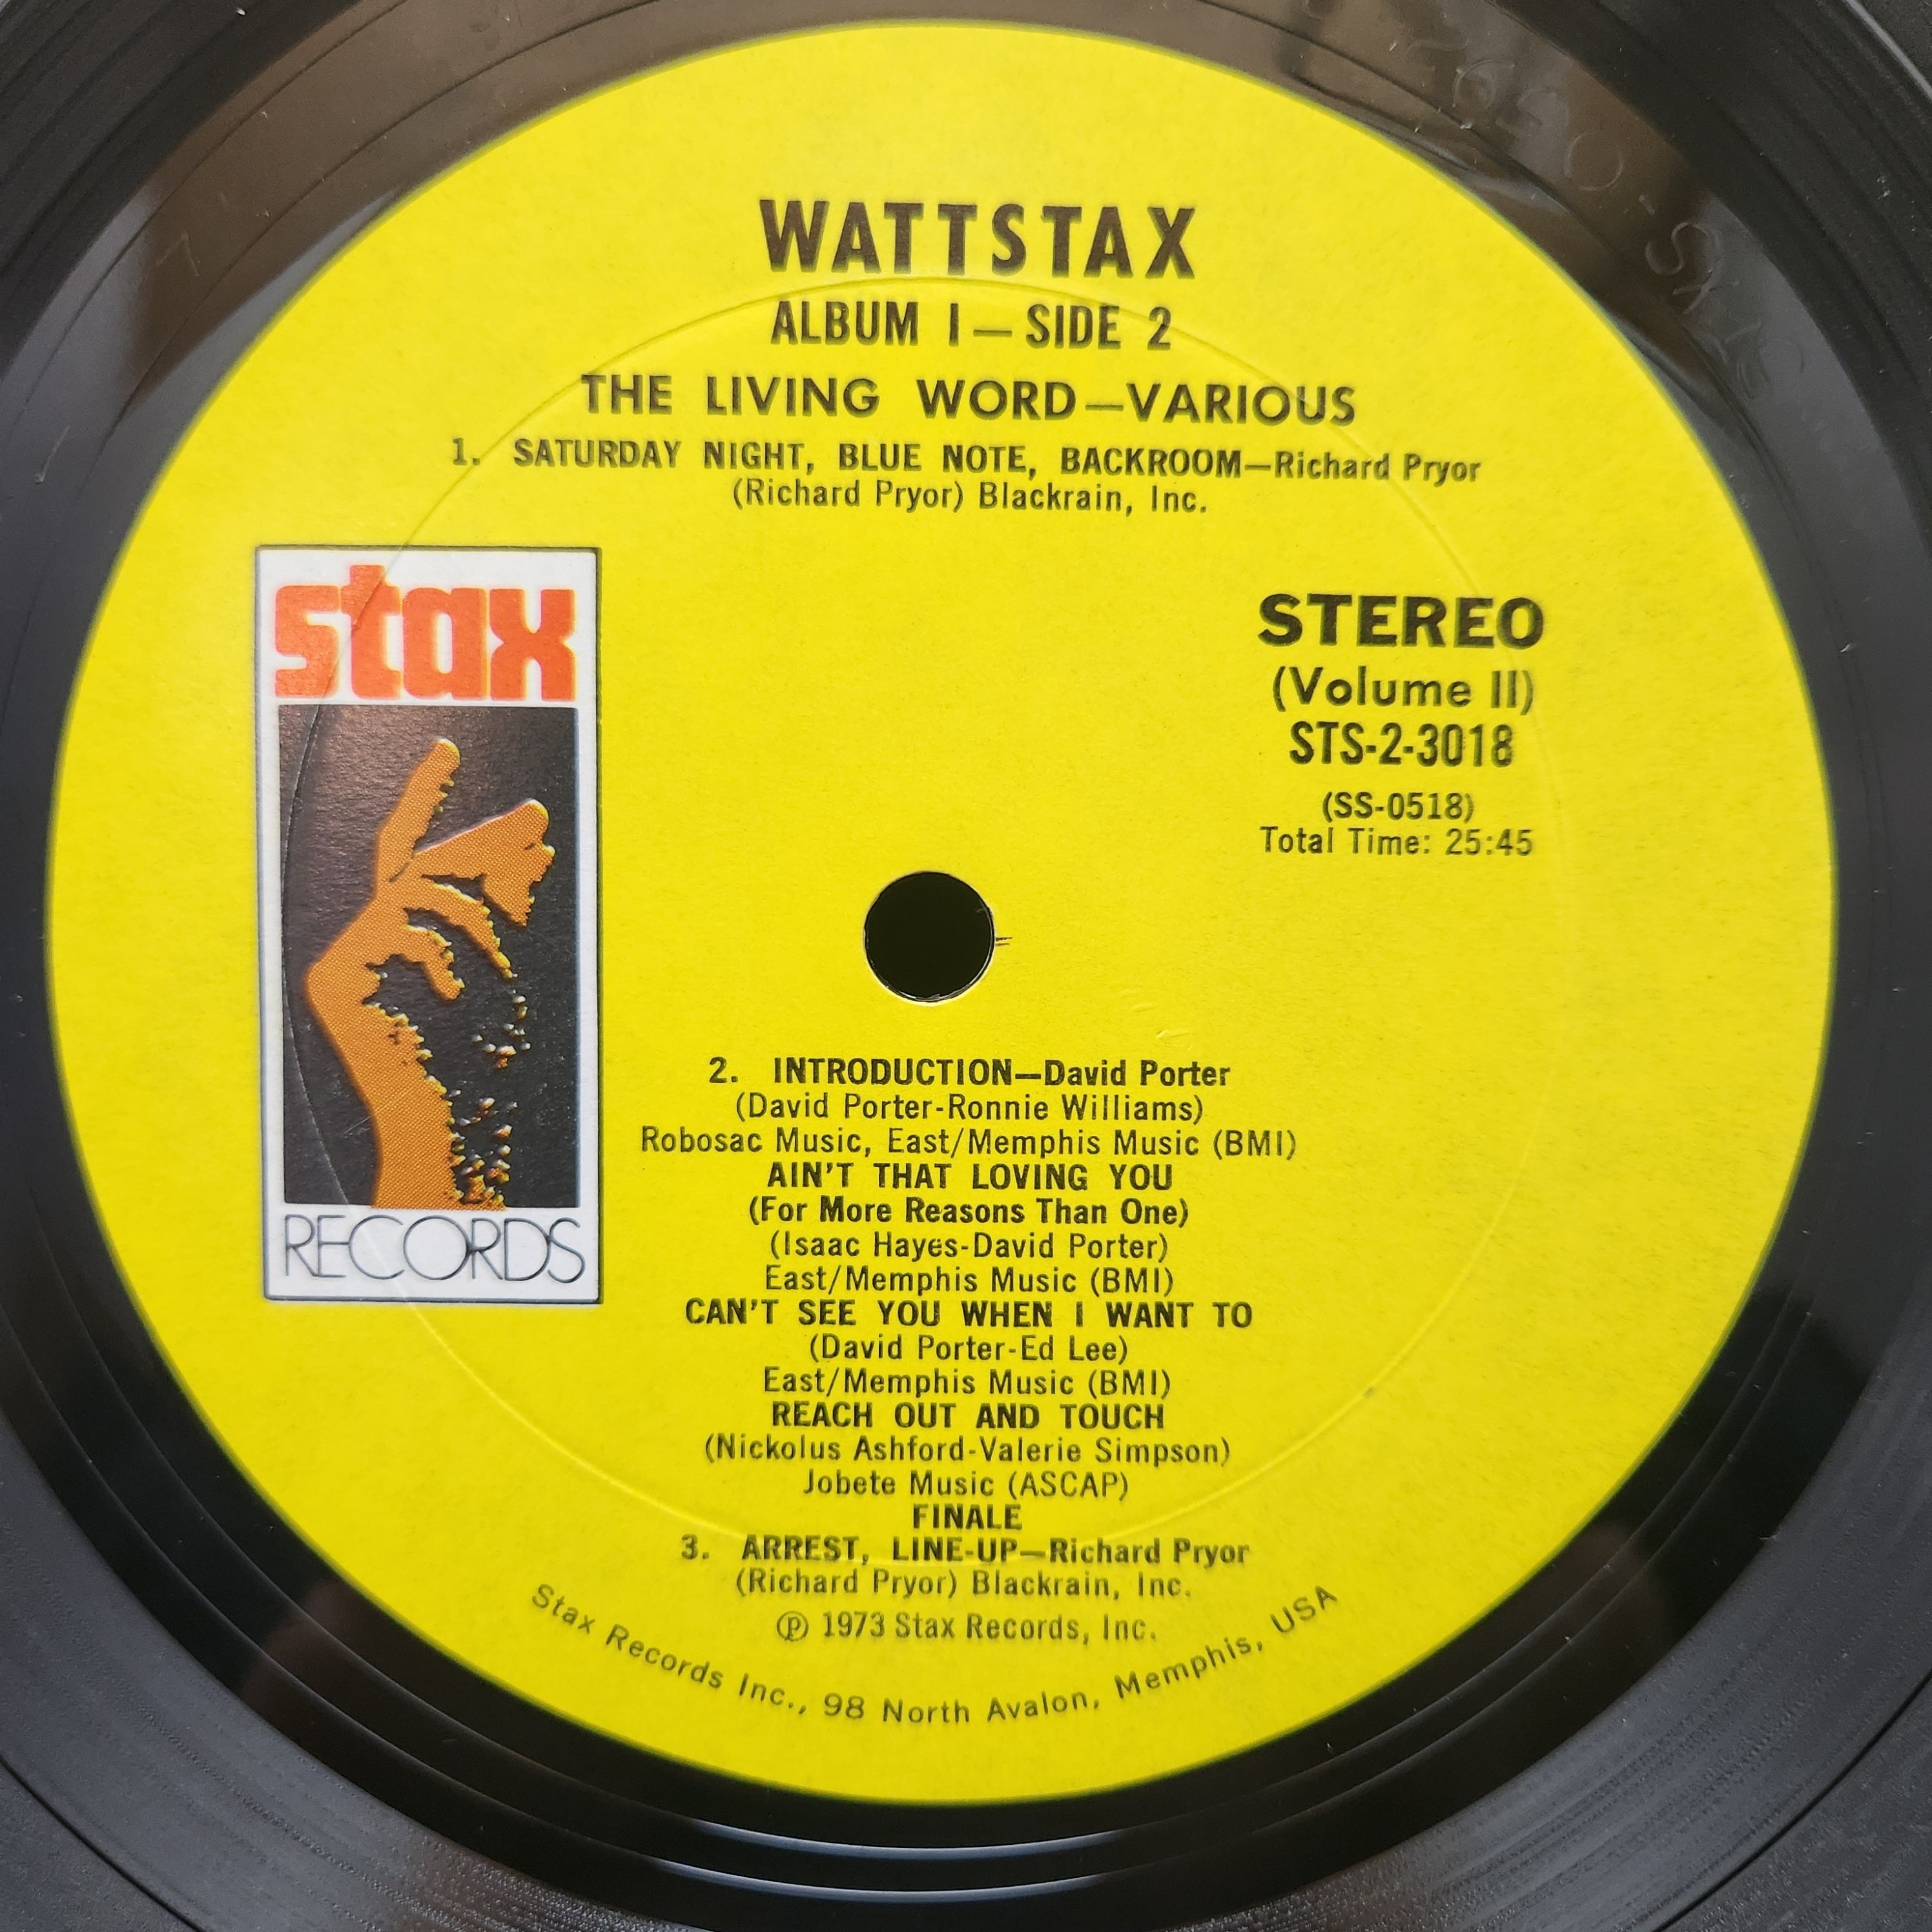 WATTSTAX
ALBUM I — SIDE 2
THE LIVING WORD—VARIOUS
1. SATURDAY NIGHT, BLUE NOTE, BACKROOM—Richard Pryor
(Richard Pryor) Blackrain, Inc.
stax
RECORDS
STEREO
(Volume II)
STS-2-3018
(SS-0518)
Total Time: 25:45
2. INTRODUCTION—David Porter
(David Porter-Ronnie Williams)
Robosac Music, East/Memphis Music (BMI)
AIN'T THAT LOVING YOU
(For More Reasons Than One)
(Isaac Hayes-David Porter)
East/Memphis Music (BMI)
CAN'T SEE YOU WHEN I WANT TO
(David Porter-Ed Lee)
East/Memphis Music (BMI)
REACH OUT AND TOUCH
(Nickolus Ashford-Valerie Simpson)
Jobete Music (ASCAP)
FINALE
3. ARREST, LINE-UP—Richard Pryor
(Richard Pryor) Blackrain, Inc.
℗ 1973 Stax Records, Inc.
Stax Records Inc., 98 North Avalon, Memphis, USA